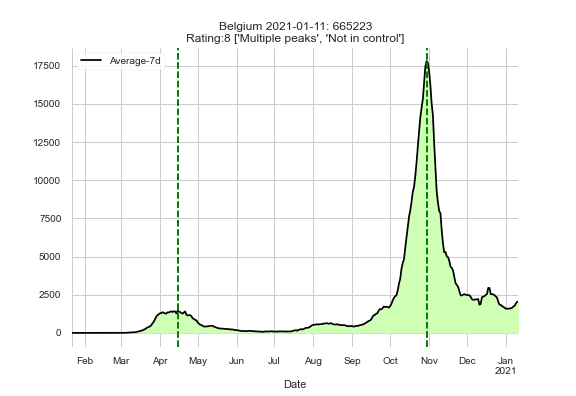 Belgium 2021-01-11: 665223
Rating:8 ['Multiple peaks', 'Not in control']
Average-7d
17500
15000
12500
10000
7500
5000
2500
0
Feb Mar Apr May Jun Jul Aug Sep Oct Nov Dec Jan
2021
Date